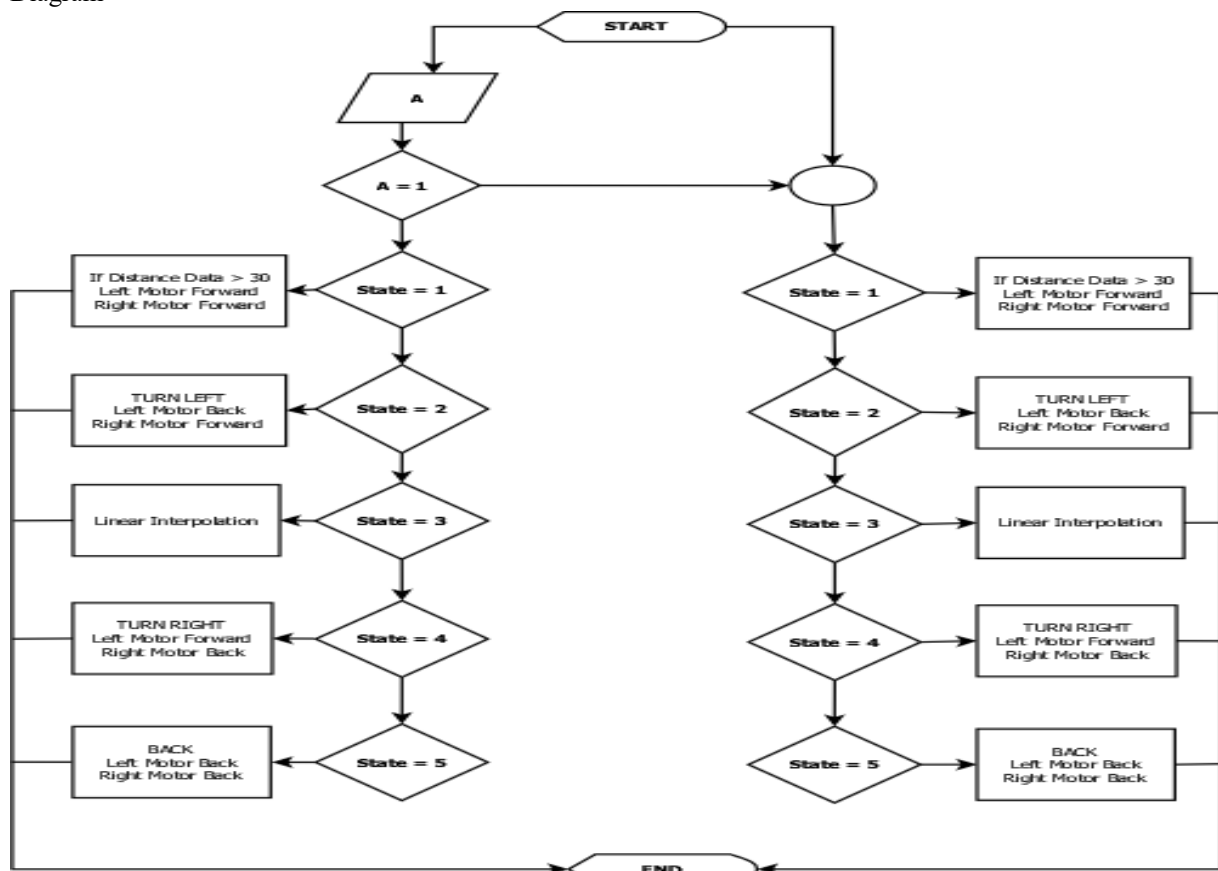 Diagram
START
A
A = 1
If Distance Data > 30
Left Motor Forward
Right Motor Forward
State = 1
State = 1
If Distance Data > 30
Left Motor Forward
Right Motor Forward
TURN LEFT
Left Motor Back
Right Motor Forward
State = 2
State = 2
TURN LEFT
Left Motor Back
Right Motor Forward
Linear Interpolation
State = 3
State = 3
Linear Interpolation
TURN RIGHT
Left Motor Forward
Right Motor Back
State = 4
State = 4
TURN RIGHT
Left Motor Forward
Right Motor Back
BACK
Left Motor Back
Right Motor Back
State = 5
State = 5
BACK
Left Motor Back
Right Motor Back
END